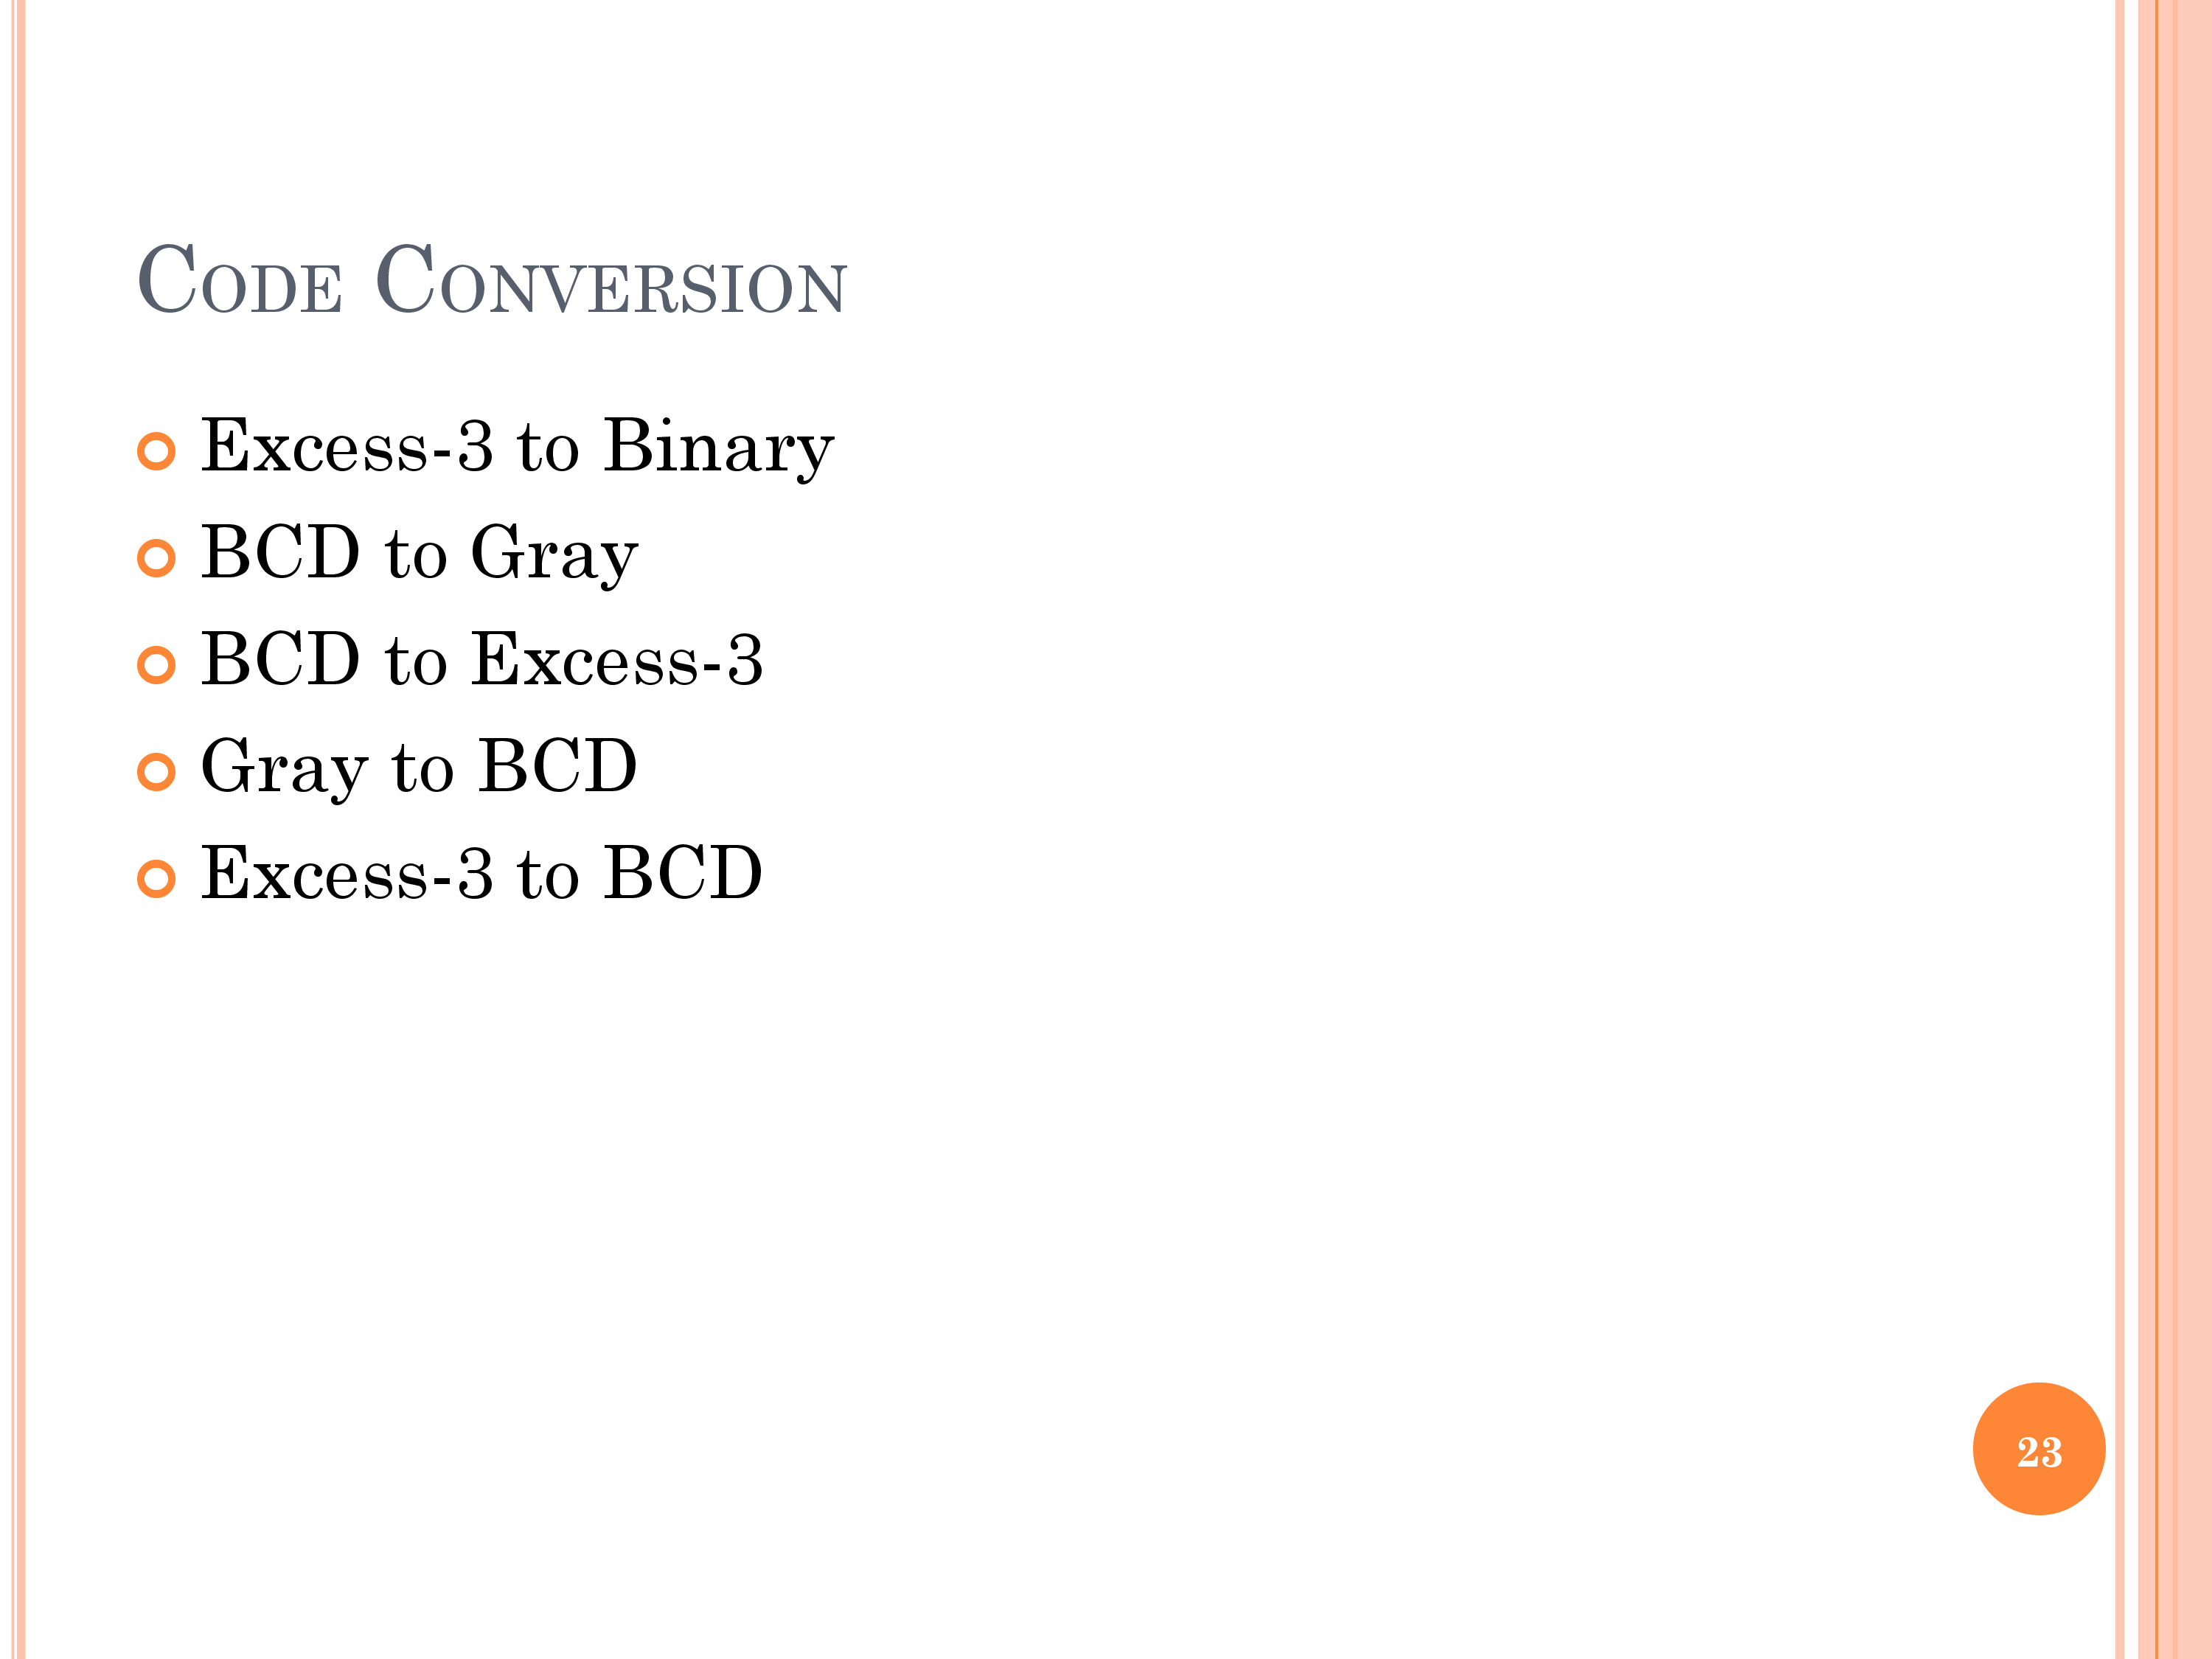 Code Conversion
Excess-3 to Binary
BCD to Gray
BCD to Excess-3
Gray to BCD
Excess-3 to BCD
23